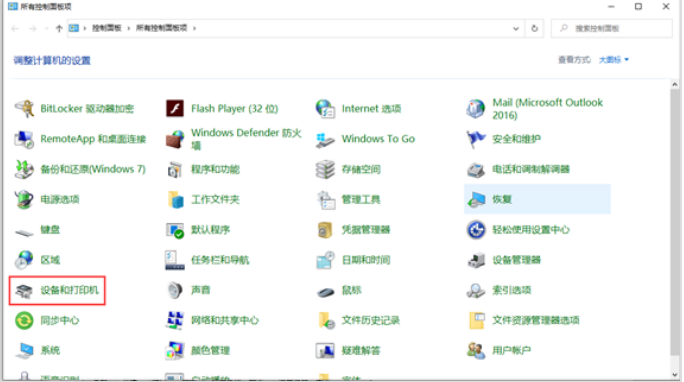 所有控制面板项
控制面板 › 所有控制面板项 ›
搜索控制面板
调整计算机的设置
查看方式: 大图标
BitLocker 驱动器加密
Flash Player (32 位)
Internet 选项
Mail (Microsoft Outlook
2016)
RemoteApp 和桌面连接
Windows Defender 防火
墙
Windows To Go
安全和维护
备份和还原(Windows 7)
程序和功能
存储空间
电话和调制解调器
电源选项
工作文件夹
管理工具
恢复
键盘
默认程序
凭据管理器
轻松使用设置中心
区域
任务栏和导航
日期和时间
设备管理器
设备和打印机
声音
鼠标
索引选项
同步中心
网络和共享中心
文件历史记录
文件资源管理器选项
系统
颜色管理
疑难解答
用户帐户